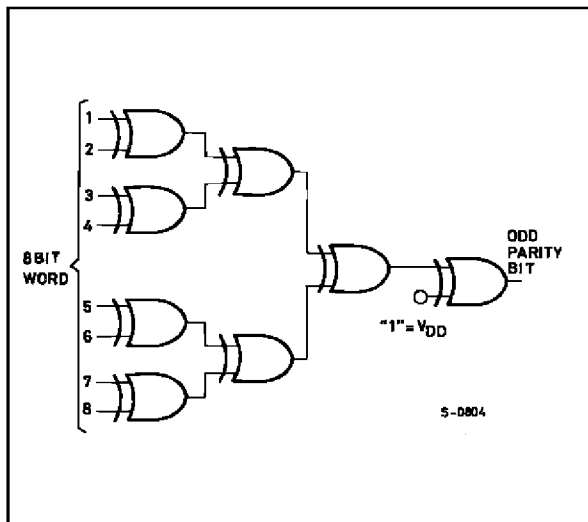 1
2
3
4
8 BIT
WORD
5
6
7
8
ODD
PARITY
BIT
"1" = VDD
S-0804